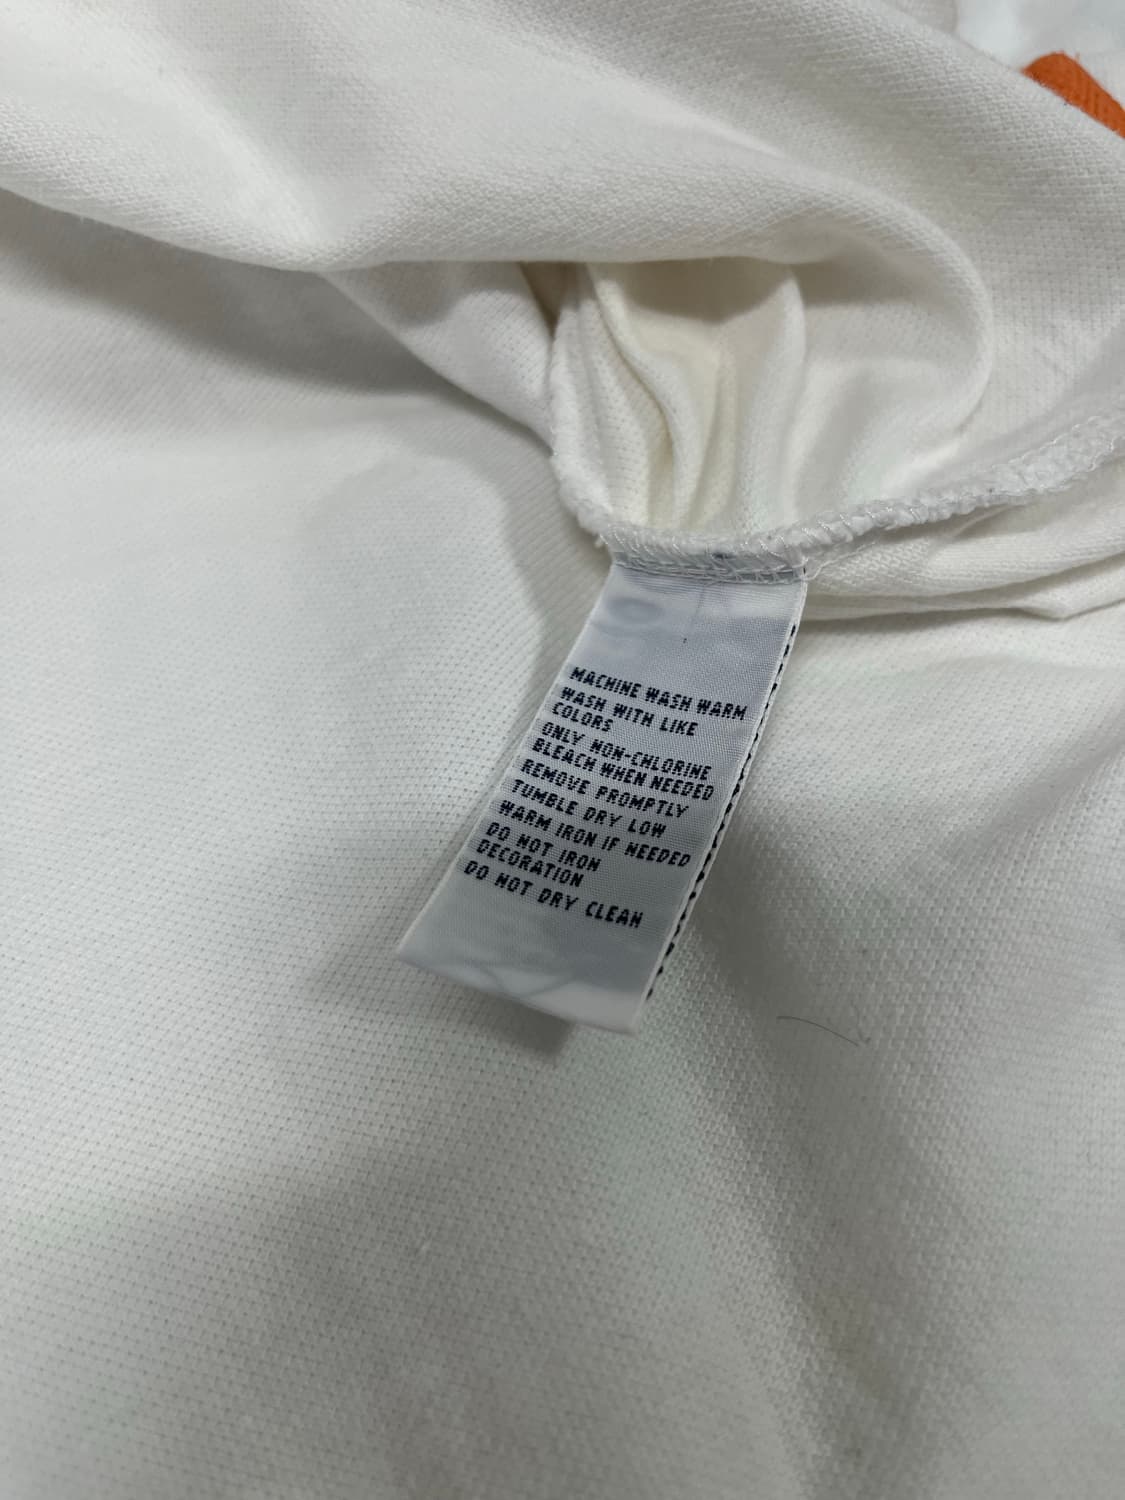 MACHINE WASH WARM
WASH WITH LIKE
COLORS
ONLY NON-CHLORINE
BLEACH WHEN NEEDED
REMOVE PROMPTLY
TUMBLE DRY LOW
WARM IRON IF NEEDED
DO NOT IRON
DECORATION
DO NOT DRY CLEAN